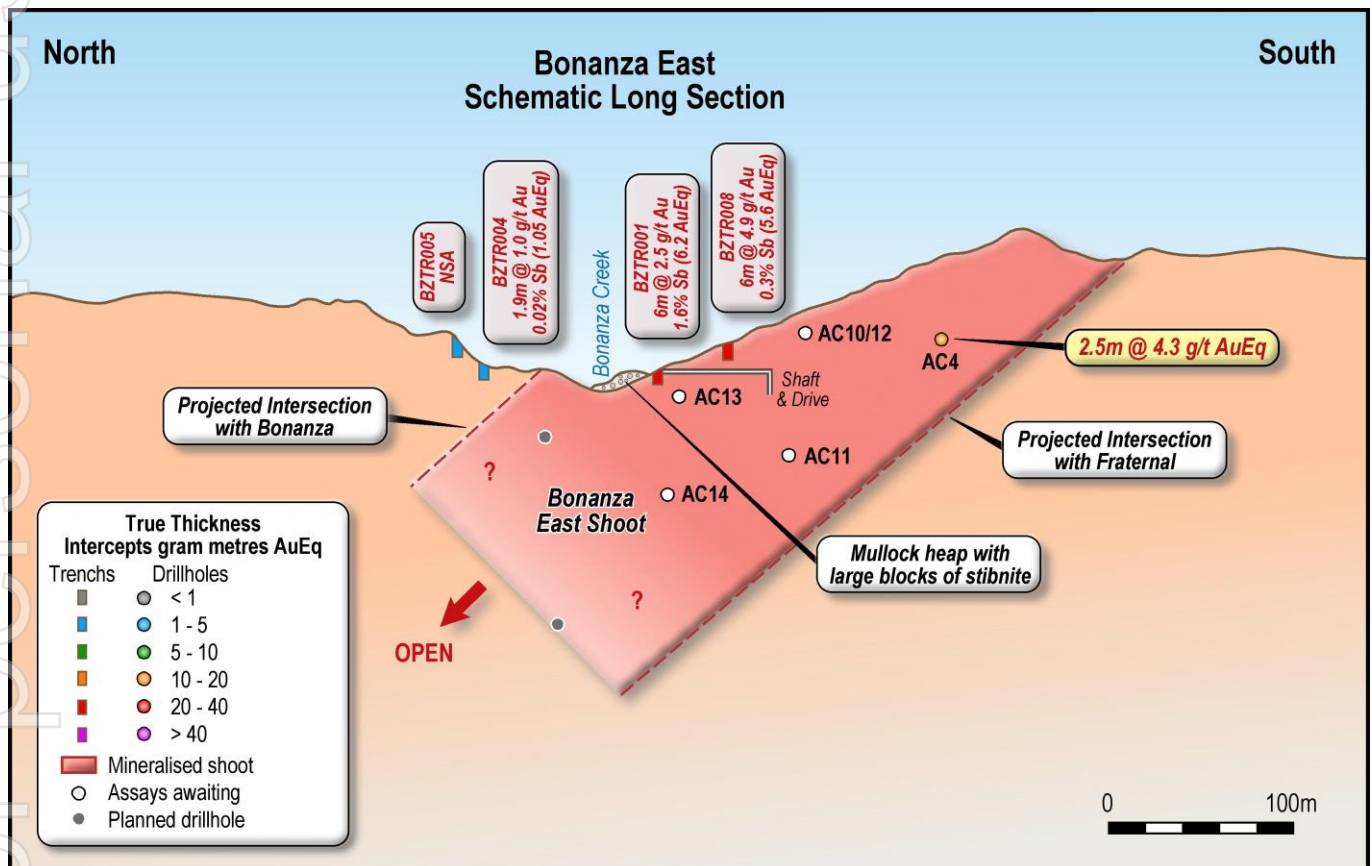 North
Bonanza East
Schematic Long Section
South
BZTR005
NSA
BZTR004
1.9m @ 1.0 g/t Au
0.02% Sb (1.05 AuEq)
Bonanza Creek
BZTR001
6m @ 2.5 g/t Au
1.6% Sb (6.2 AuEq)
BZTR008
6m @ 4.9 g/t Au
0.3% Sb (5.6 AuEq)
AC10/12
AC4
2.5m @ 4.3 g/t AuEq
Shaft
& Drive
AC13
Projected Intersection
with Bonanza
Projected Intersection
with Fraternal
AC11
?
AC14
Bonanza
East Shoot
Mullock heap with
large blocks of stibnite
?
OPEN
True Thickness
Intercepts gram metres AuEq
Trenchs Drillholes
< 1
1 - 5
5 - 10
10 - 20
20 - 40
> 40
Mineralised shoot
Assays awaiting
Planned drillhole
0 100m